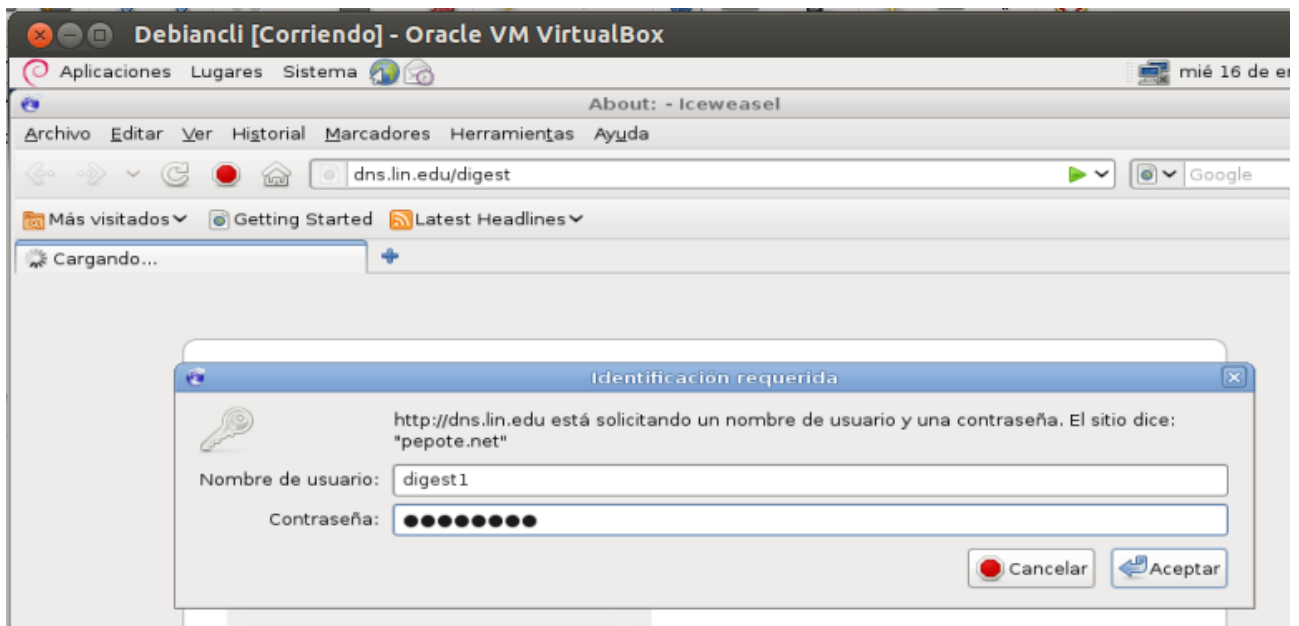 Debiancli [Corriendo] - Oracle VM VirtualBox
Aplicaciones Lugares Sistema mié 16 de
About: - Iceweasel
Archivo Editar Ver Historial Marcadores Herramientas Ayuda
dns.lin.edu/digest Google
Más visitados Getting Started Latest Headlines
Cargando...
Identificación requerida
http://dns.lin.edu está solicitando un nombre de usuario y una contraseña. El sitio dice:
"pepote.net"
Nombre de usuario: digest1
Contraseña: ●●●●●●●●
Cancelar Aceptar